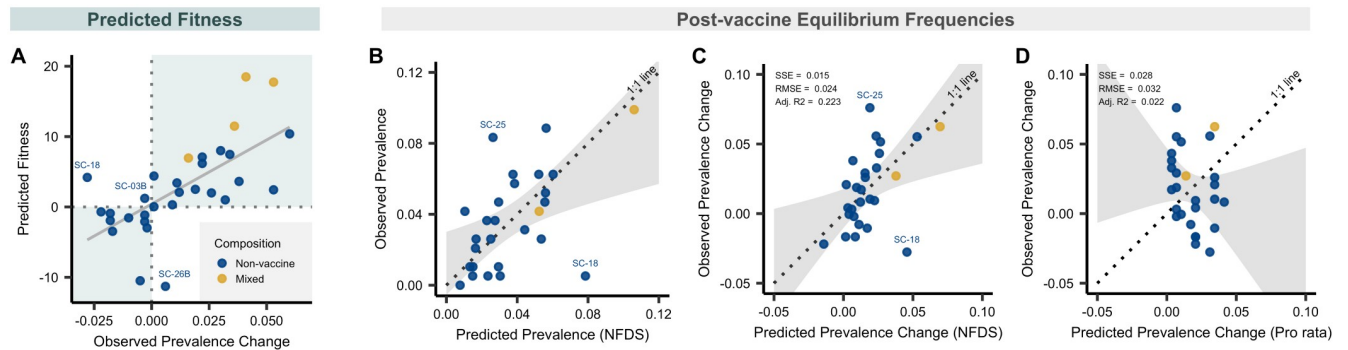 Predicted Fitness
Post-vaccine Equilibrium Frequencies
A
Predicted Fitness
20
10
0
-10
-0.025
0.000
0.025
0.050
Observed Prevalence Change
SC-18
SC-03B
SC-26B
Composition
Non-vaccine
Mixed
B
Observed Prevalence
0.12
0.08
0.04
0.00
0.00
0.04
0.08
0.12
Predicted Prevalence (NFDS)
SC-25
SC-18
1:1 line
C
Observed Prevalence Change
0.10
0.05
0.00
-0.05
-0.05
0.00
0.05
0.10
Predicted Prevalence Change (NFDS)
SSE = 0.015
RMSE = 0.024
Adj. R2 = 0.223
SC-25
SC-18
1:1 line
D
Observed Prevalence Change
0.10
0.05
0.00
-0.05
-0.05
0.00
0.05
0.10
Predicted Prevalence Change (Pro rata)
SSE = 0.028
RMSE = 0.032
Adj. R2 = 0.022
1:1 line